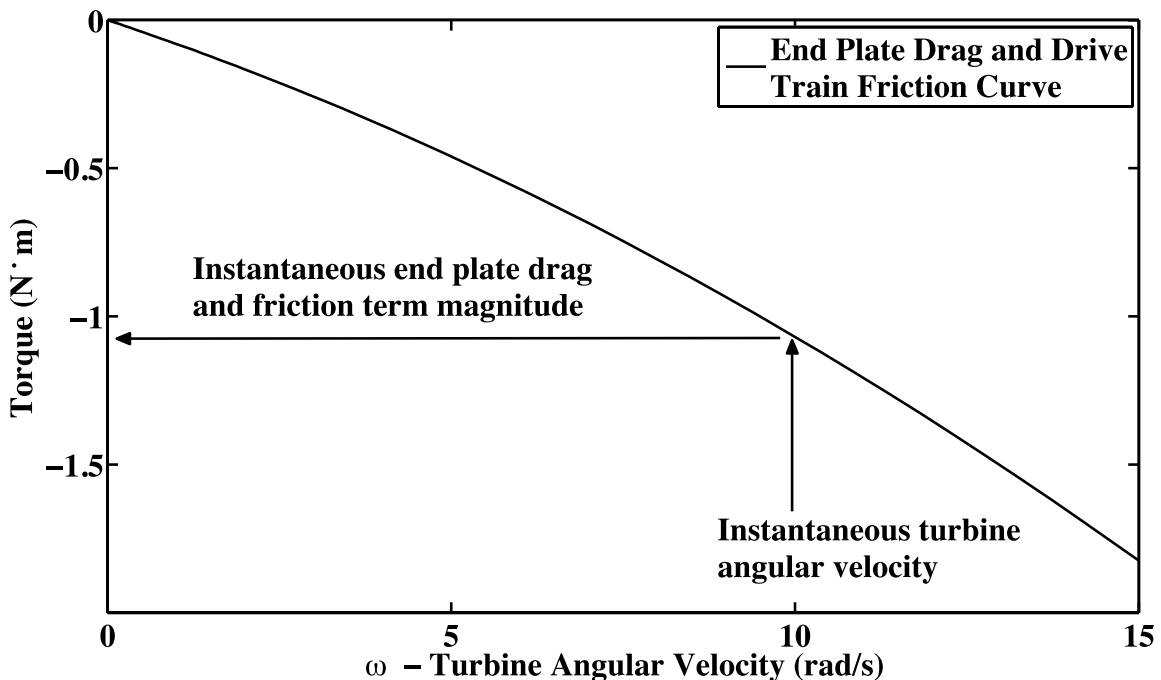 0
−0.5
−1
−1.5
Torque (N˙m)
End Plate Drag and Drive
Train Friction Curve
Instantaneous end plate drag
and friction term magnitude
Instantaneous turbine
angular velocity
0
5
10
15
ω − Turbine Angular Velocity (rad/s)